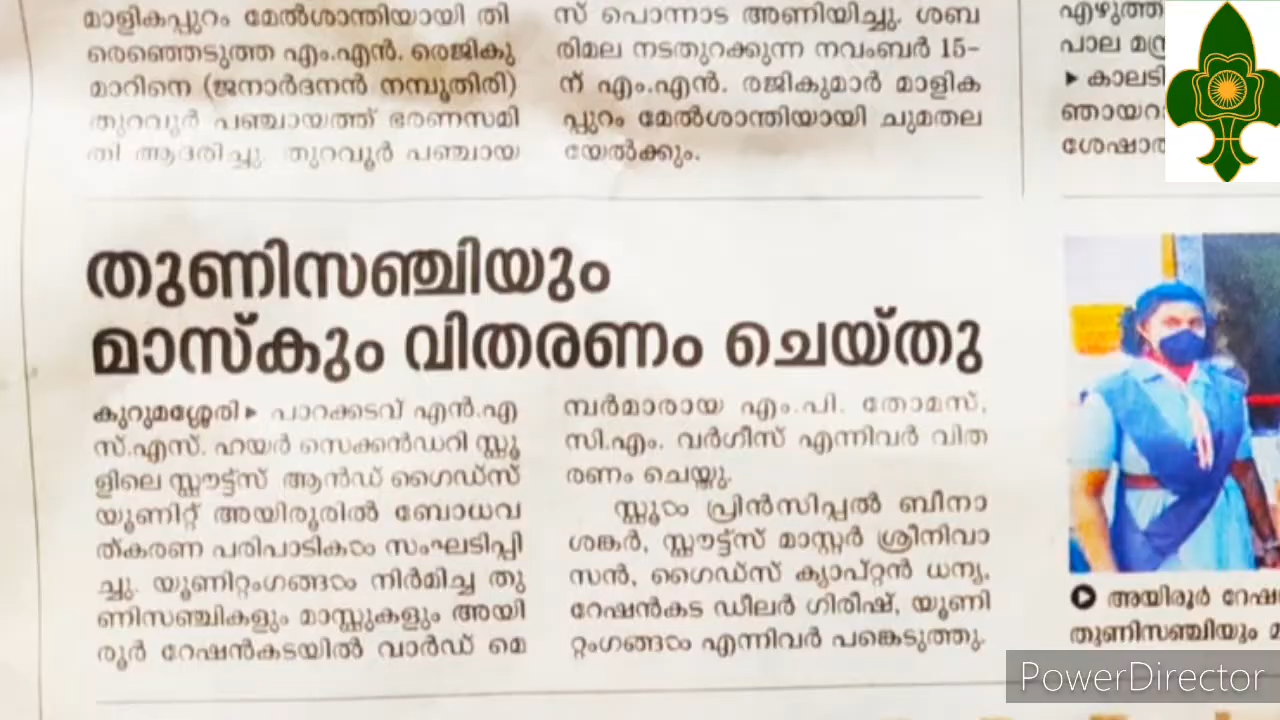 മാളികപ്പുറം മേൽശാന്തിയായി തി
രെഞ്ഞെടുത്ത എം.എൻ. രെജികു
മാറിനെ (ജനാർദനൻ നമ്പൂതിരി)
തുറവൂർ പഞ്ചായത്ത് ഭരണസമി
തി ആദരിച്ചു. തുറവൂർ പഞ്ചായ
സ് പൊന്നാട അണിയിച്ചു. ശബ
രിമല നടതുറക്കുന്ന നവംബർ 15-
ന് എം.എൻ. രജികുമാർ മാളിക
പ്പുറം മേൽശാന്തിയായി ചുമതല
യേൽക്കും.
തുണിസഞ്ചിയും
മാസ്കും വിതരണം ചെയ്തു
കുറുമശ്ശേരി ▸ പാറക്കടവ് എൻ.എ
സ്.എസ്. ഹയർ സെക്കൻഡറി സ്കൂ
ളിലെ സ്കൗട്ട്സ് ആൻഡ് ഗൈഡ്സ്
യൂണിറ്റ് അയിരൂരിൽ ബോധവ
ത്കരണ പരിപാടികൾ സംഘടിപ്പി
ച്ചു. യൂണിറ്റംഗങ്ങൾ നിർമിച്ച തു
ണിസഞ്ചികളും മാസ്കുകളും അയി
രൂർ റേഷൻകടയിൽ വാർഡ് മെ
മ്പർമാരായ എം.പി. തോമസ്,
സി.എം. വർഗീസ് എന്നിവർ വിത
രണം ചെയ്തു.
സ്കൂൾ പ്രിൻസിപ്പൽ ബീനാ
ശങ്കർ, സ്കൗട്ട്സ് മാസ്റ്റർ ശ്രീനിവാ
സൻ, ഗൈഡ്സ് ക്യാപ്റ്റൻ ധന്യ,
റേഷൻകട ഡീലർ ഗിരീഷ്, യൂണി
റ്റംഗങ്ങൾ എന്നിവർ പങ്കെടുത്തു.
എഴുത്ത
പാല
▸ കാലടി
ഞായറ
ശേഷാ
അയിരൂർ റേഷ
തുണിസഞ്ചിയും
PowerDirector